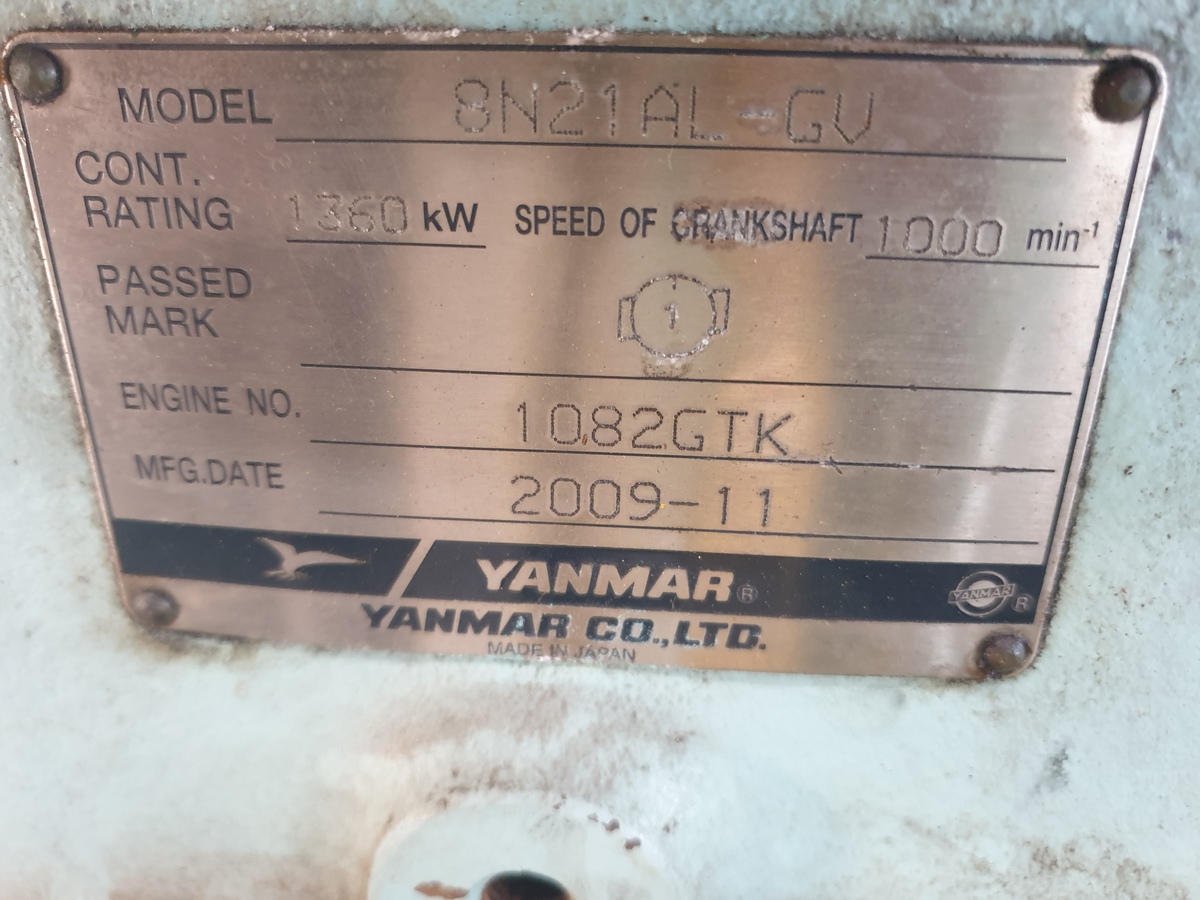 MODEL 8N21AL-GV
CONT.
RATING 1360 kW SPEED OF CRANKSHAFT 1000 min-1
PASSED
MARK 1
ENGINE NO. 1082GTK
MFG.DATE 2009-11
YANMAR®
YANMAR ®
YANMAR CO.,LTD.
MADE IN JAPAN